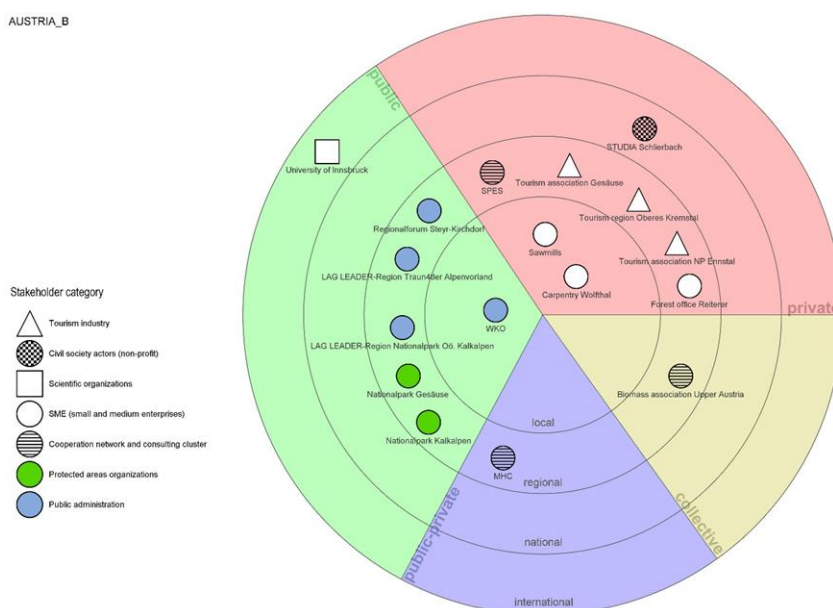 AUSTRIA_B
public
STUDIA Schlierbach
University of Innsbruck
SPES
Tourism association Gesäuse
Tourism region Oberes Kremstal
Regionalforum Steyr-Kirchdorf
Sawmills
Tourism association NP Ennstal
LAG LEADER-Region Traun4tler Alpenvorland
Carpentry Wolfthal
Forest office Reiterer
private
WKO
LAG LEADER-Region Nationalpark Oö. Kalkalpen
Nationalpark Gesäuse
Biomass association Upper Austria
Nationalpark Kalkalpen
local
MHC
regional
public-private
collective
national
international
Stakeholder category
Tourism industry
Civil society actors (non-profit)
Scientific organizations
SME (small and medium enterprises)
Cooperation network and consulting cluster
Protected areas organizations
Public administration